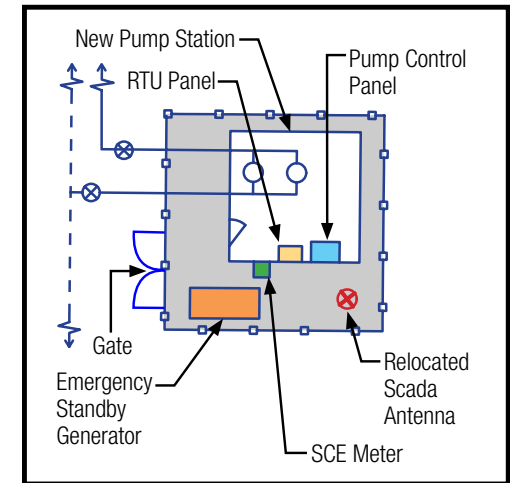 New Pump Station
RTU Panel
Pump Control
Panel
Gate
Emergency
Standby
Generator
Relocated
Scada
Antenna
SCE Meter